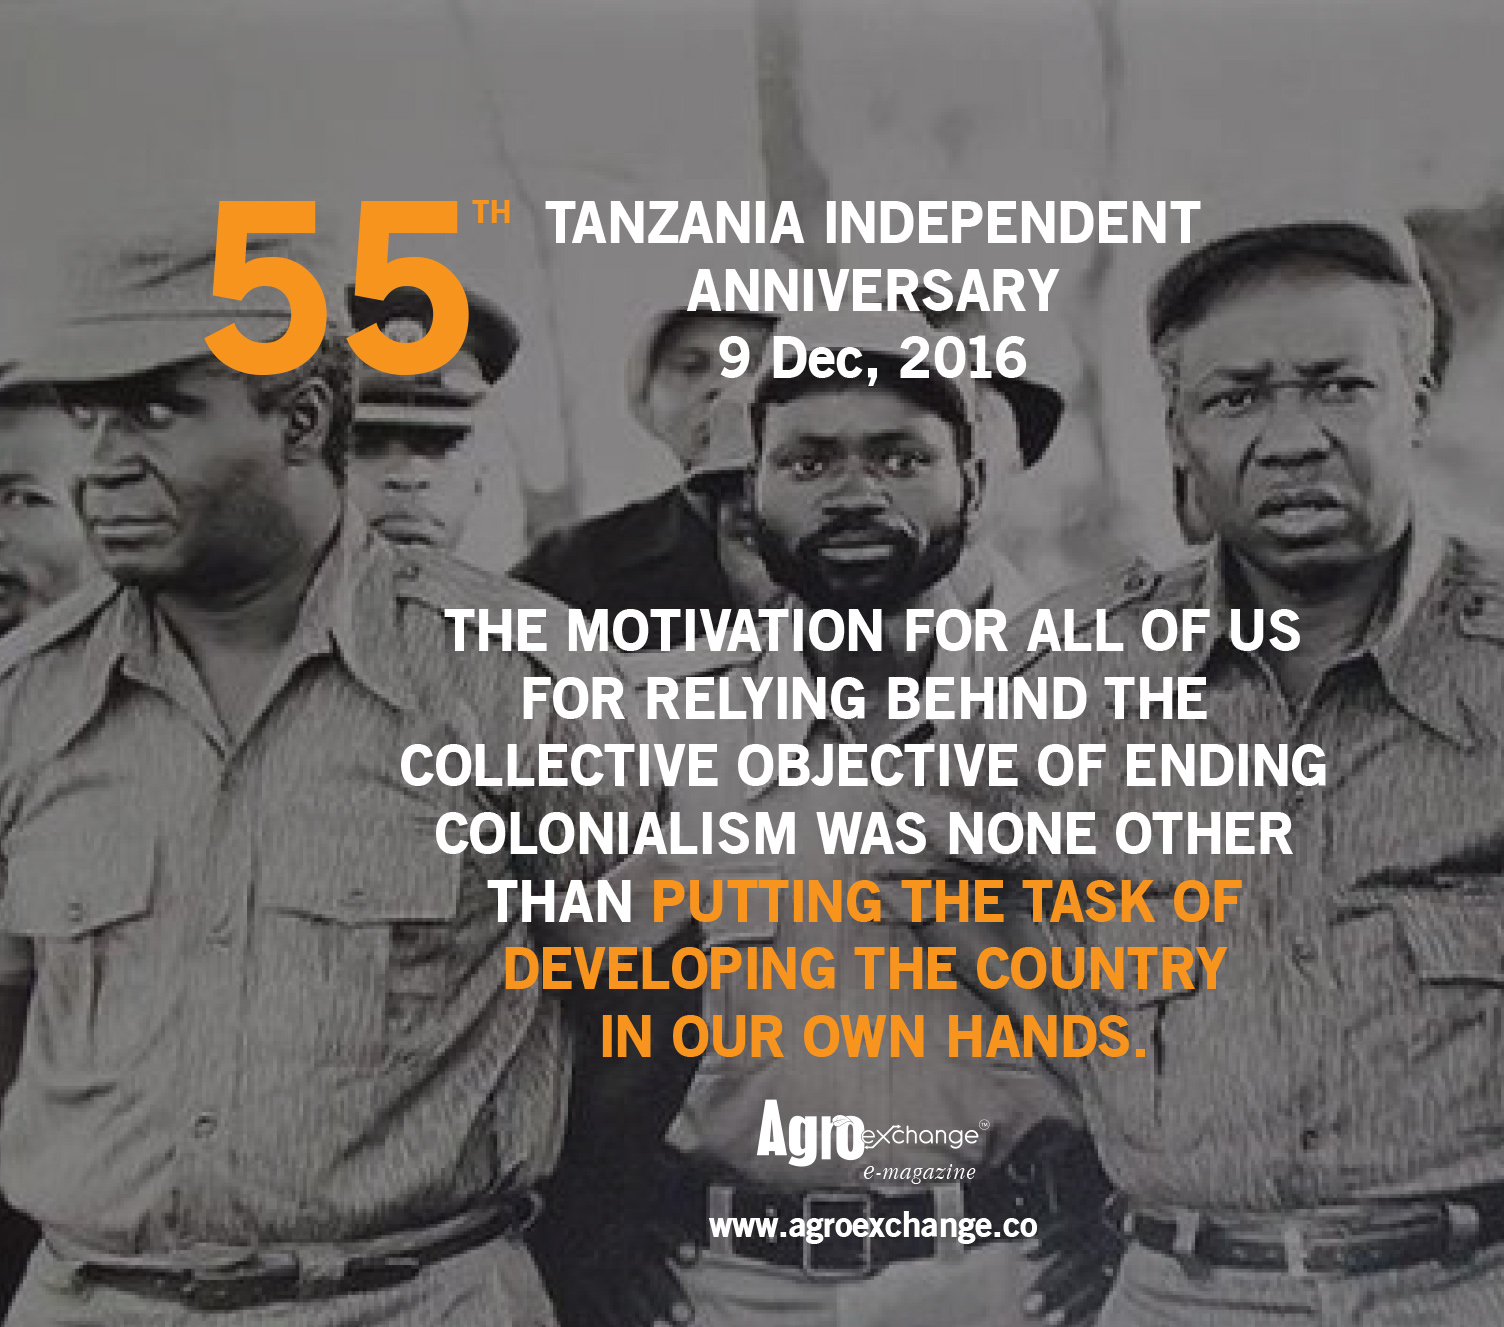 55TH TANZANIA INDEPENDENT
ANNIVERSARY
9 Dec, 2016
THE MOTIVATION FOR ALL OF US
FOR RELYING BEHIND THE
COLLECTIVE OBJECTIVE OF ENDING
COLONIALISM WAS NONE OTHER
THAN PUTTING THE TASK OF
DEVELOPING THE COUNTRY
IN OUR OWN HANDS.
Agroexchange™
e-magazine
www.agroexchange.co